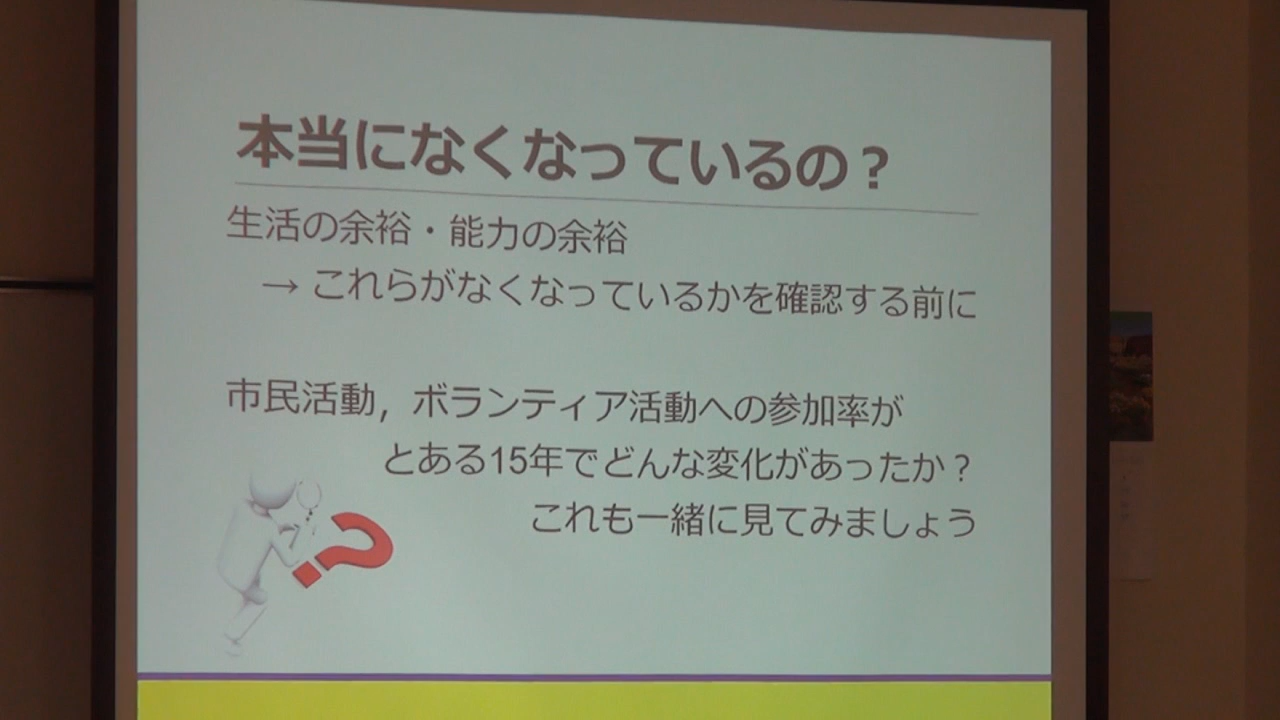 本当になくなっているの？
生活の余裕・能力の余裕
→ これらがなくなっているかを確認する前に
市民活動，ボランティア活動への参加率が
とある15年でどんな変化があったか？
これも一緒に見てみましょう